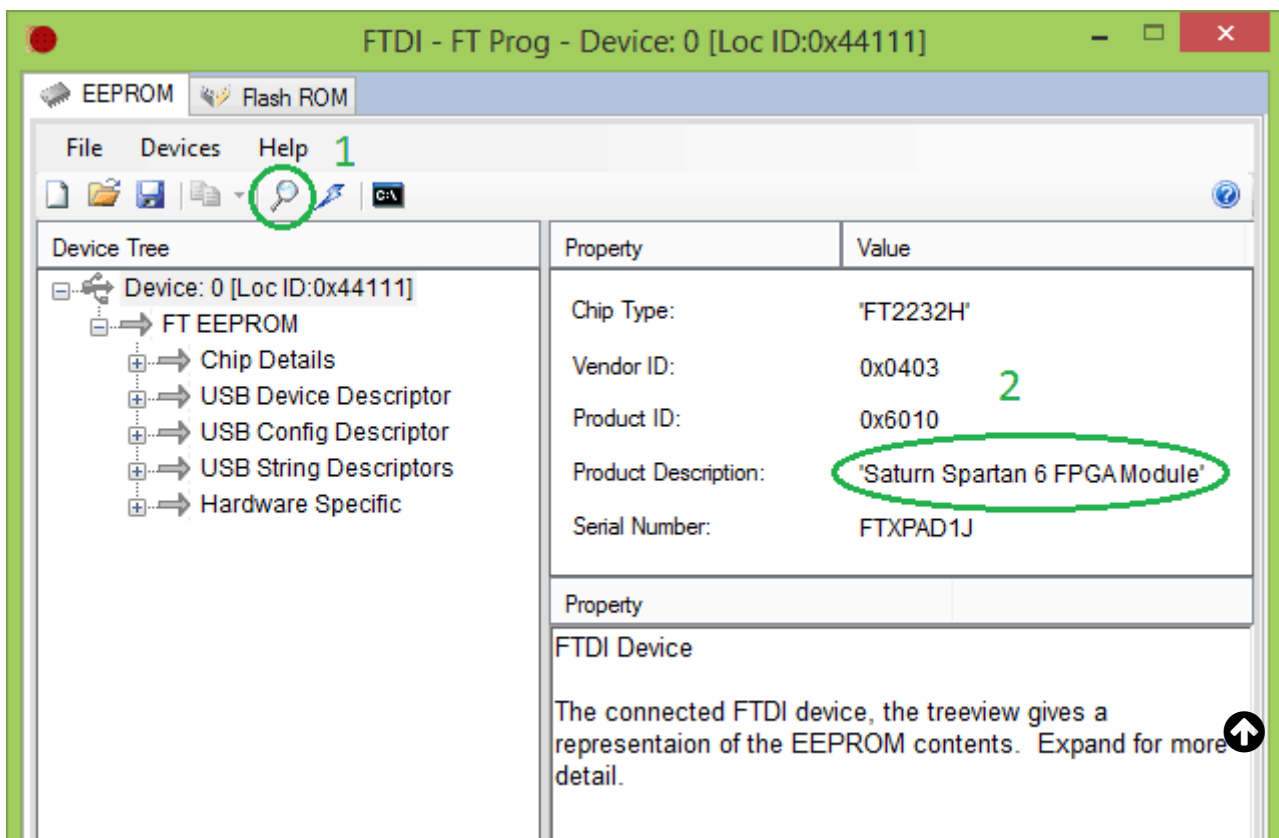 FTDI - FT Prog - Device: 0 [Loc ID:0x44111]
EEPROM Flash ROM
File Devices Help 1
C:\
Device Tree
Device: 0 [Loc ID:0x44111]
FT EEPROM
Chip Details
USB Device Descriptor
USB Config Descriptor
USB String Descriptors
Hardware Specific
Property Value
Chip Type: 'FT2232H'
Vendor ID: 0x0403
2
Product ID: 0x6010
Product Description: 'Saturn Spartan 6 FPGA Module'
Serial Number: FTXPAD1J
Property
FTDI Device
The connected FTDI device, the treeview gives a
representaion of the EEPROM contents. Expand for more
detail.